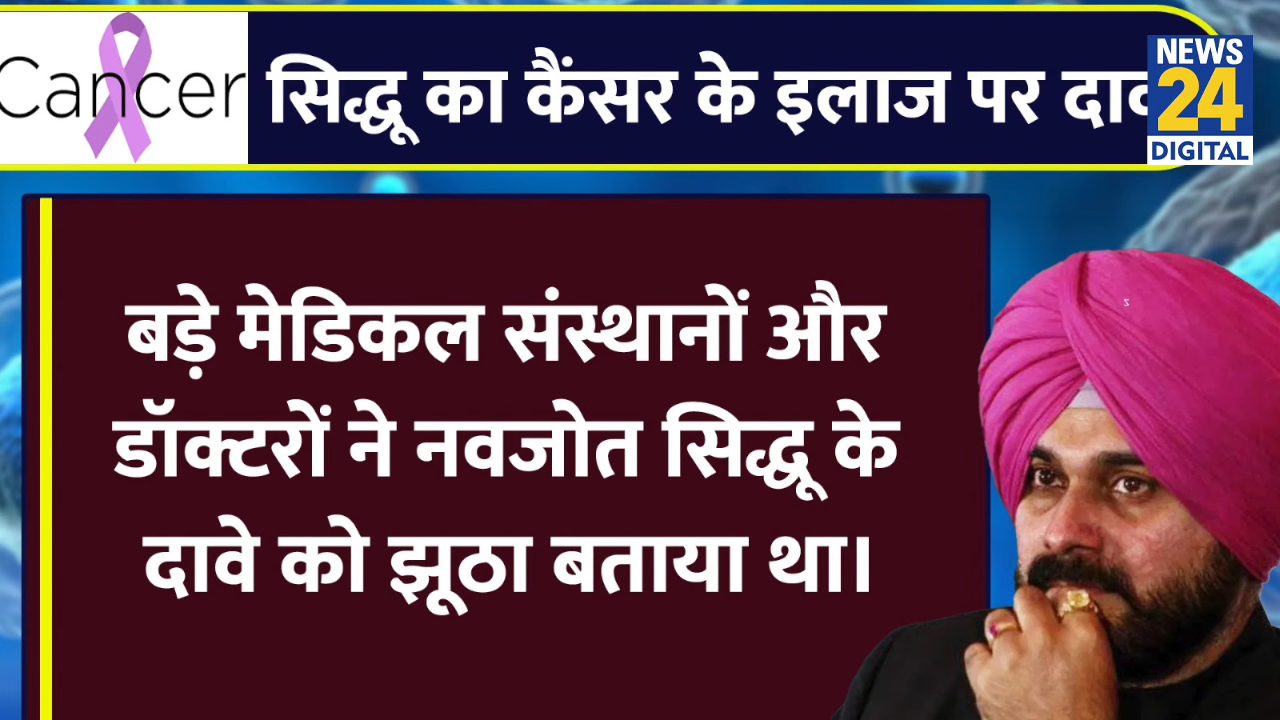 Cancer
सिद्धू का कैंसर के इलाज पर
NEWS
24
DIGITAL
बड़े मेडिकल संस्थानों और
डॉक्टरों ने नवजोत सिद्धू के
दावे को झूठा बताया था।